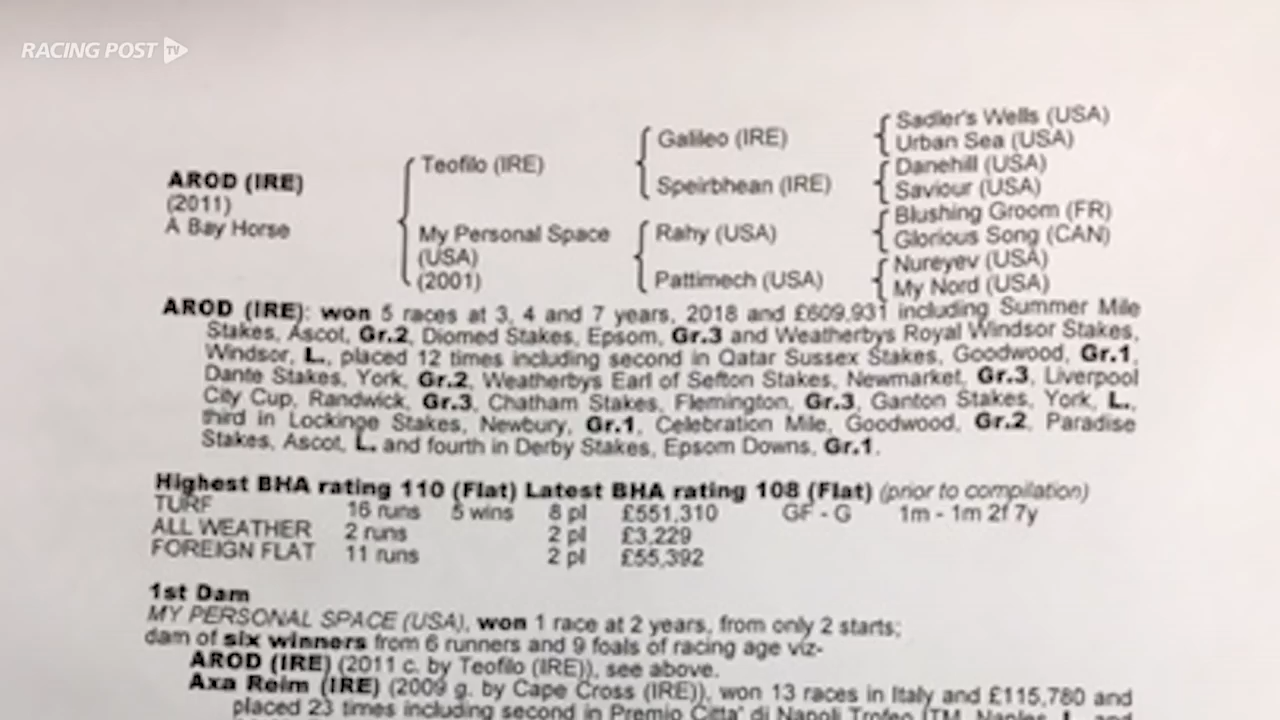 RACING POST TV
Sadler's Wells (USA)
Galileo (IRE)
Urban Sea (USA)
Teofilo (IRE)
Danehill (USA)
AROD (IRE)
Speirbhean (IRE)
Saviour (USA)
(2011)
Blushing Groom (FR)
A Bay Horse
My Personal Space
Rahy (USA)
Glorious Song (CAN)
(USA)
Nureyev (USA)
(2001)
Pattimech (USA)
My Nord (USA)
AROD (IRE): won 5 races at 3, 4 and 7 years, 2018 and £609,931 including Summer Mile
Stakes, Ascot, Gr.2, Diomed Stakes, Epsom, Gr.3 and Weatherbys Royal Windsor Stakes,
Windsor, L., placed 12 times including second in Qatar Sussex Stakes, Goodwood, Gr.1,
Dante Stakes, York, Gr.2, Weatherbys Earl of Sefton Stakes, Newmarket, Gr.3, Liverpool
City Cup, Randwick, Gr.3, Chatham Stakes, Flemington, Gr.3, Ganton Stakes, York, L.,
third in Lockinge Stakes, Newbury, Gr.1, Celebration Mile, Goodwood, Gr.2, Paradise
Stakes, Ascot, L. and fourth in Derby Stakes, Epsom Downs, Gr.1.
Highest BHA rating 110 (Flat) Latest BHA rating 108 (Flat) (prior to compilation)
TURF 16 runs 5 wins 8 pl £551,310 GF - G 1m - 1m 2f 7y
ALL WEATHER 2 runs 2 pl £3,229
FOREIGN FLAT 11 runs 2 pl £55,392
1st Dam
MY PERSONAL SPACE (USA), won 1 race at 2 years, from only 2 starts;
dam of six winners from 6 runners and 9 foals of racing age viz-
AROD (IRE) (2011 c. by Teofilo (IRE)), see above.
Axa Reim (IRE) (2009 g. by Cape Cross (IRE)), won 13 races in Italy and £115,780 and
placed 23 times including second in Premio Citta' di Napoli Trofeo